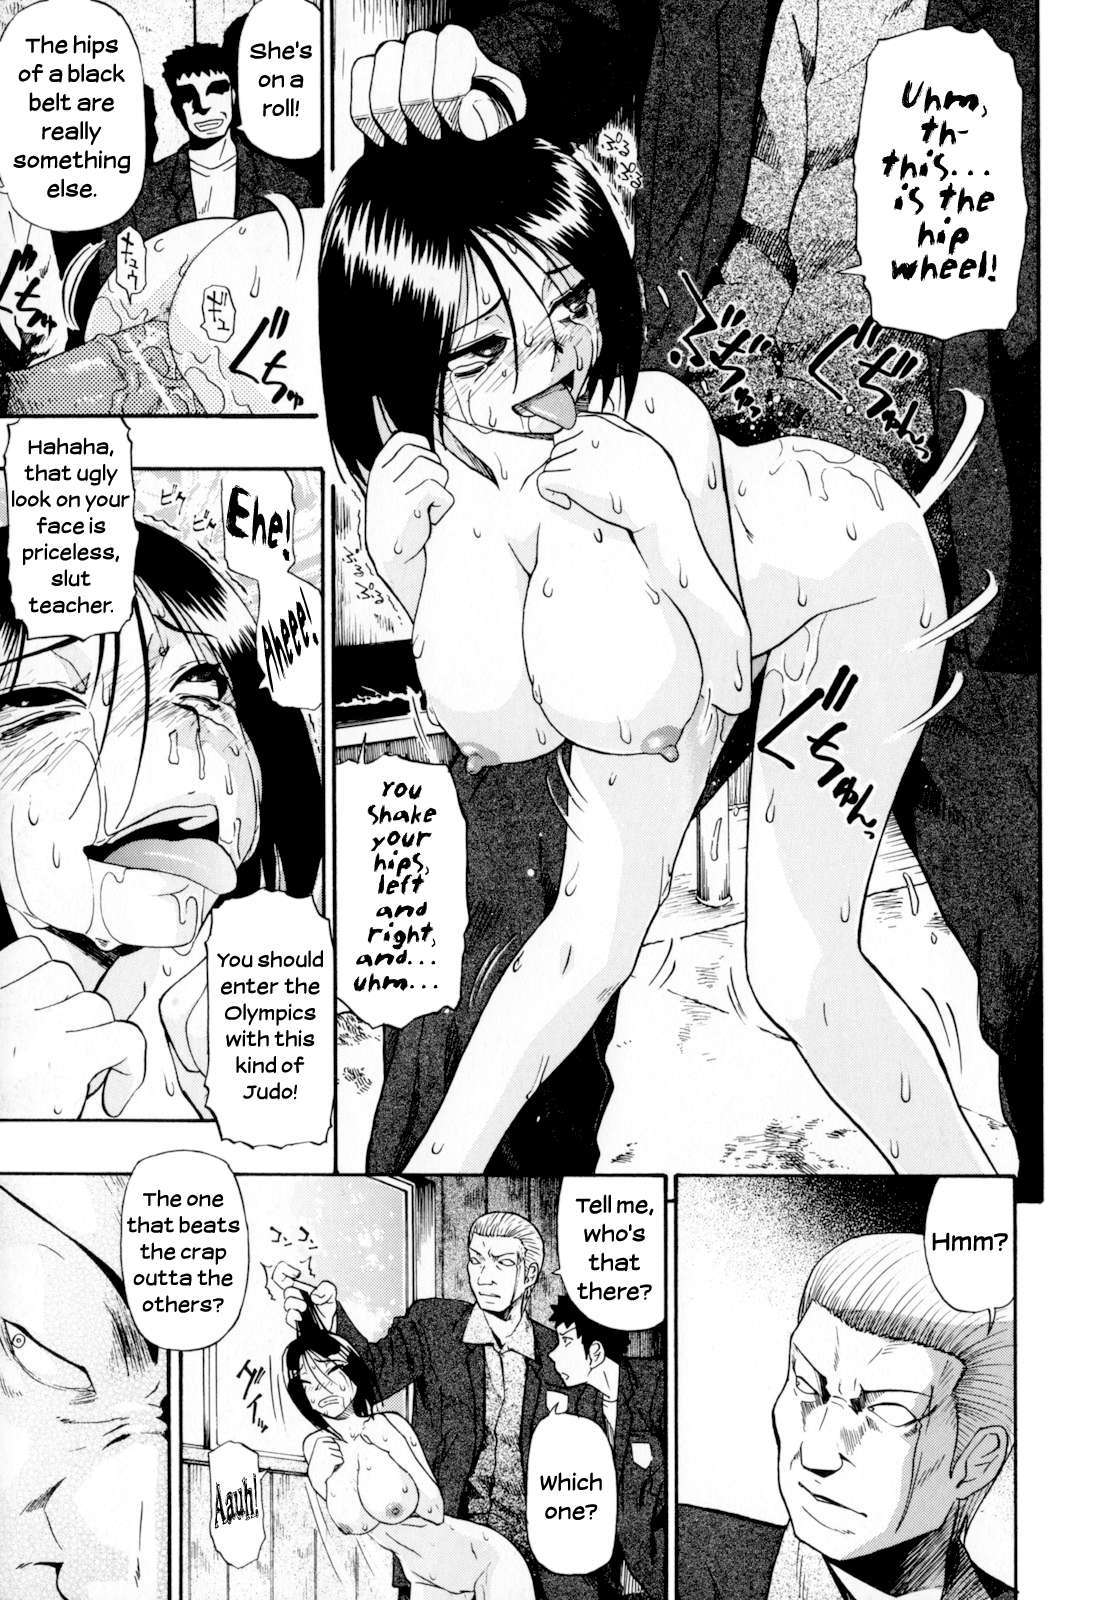 Uhm,
th-
this...
is the
hip
wheel!
You
shake
your
hips,
left
and
right,
and...
uhm...
She's
on a
roll!
The hips
of a black
belt are
really
something
else.
Ehe!
Aheee!
Hahaha,
that ugly
look on your
face is
priceless,
slut
teacher.
You should
enter the
Olympics
with this
kind of
Judo!
Hmm?
Tell me,
who's
that
there?
Which
one?
Aauh!
The one
that beats
the crap
outta the
others?